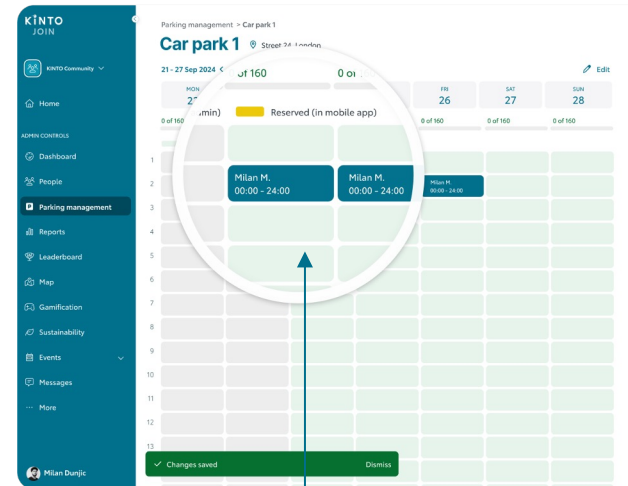 KINTO
JOIN
KINTO Community
Home
ADMIN CONTROLS
Dashboard
People
Parking management
Reports
Leaderboard
Map
Gamification
Sustainability
Events
Messages
More
Milan Dunjic
Parking management > Car park 1
Car park 1
Street 24, London
21 - 27 Sep 2024
Edit
of 160
0 of
MON
FRI
26
SAT
27
SUN
28
0 of 160
0 of 160
0 of 160
0 of 160
Reserved (in mobile app)
1
2
3
4
5
6
7
8
9
10
11
12
13
Milan M.
00:00 - 24:00
Milan M.
00:00 - 24:00
Milan M.
00:00 - 24:00
Changes saved
Dismiss